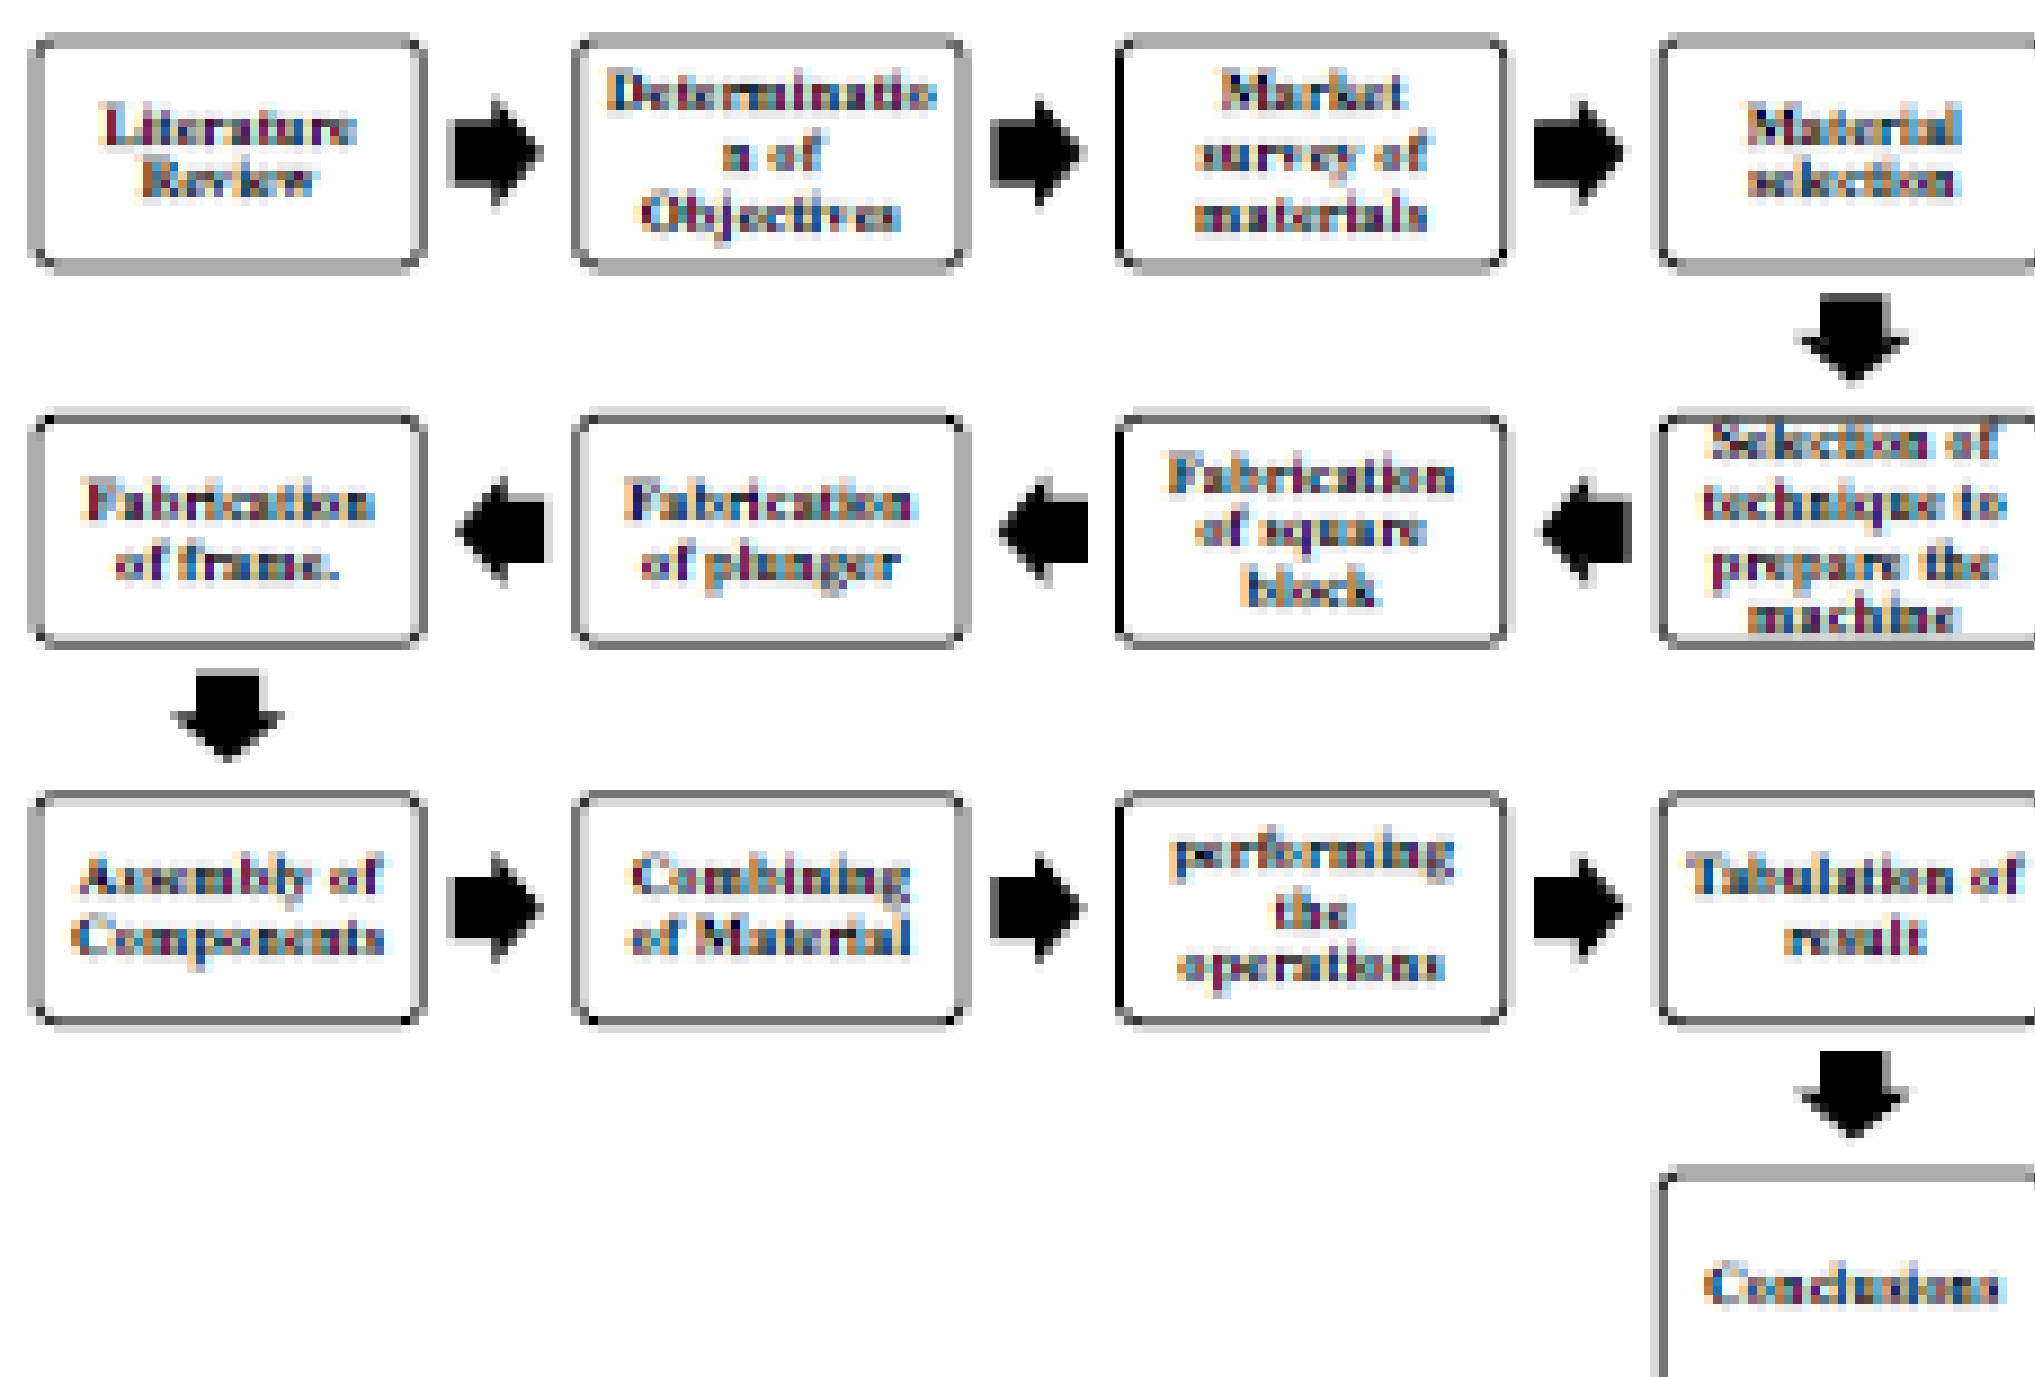 Literature
Review
Determinatio
n of
Objectives
Market
survey of
materials
Material
selection
Selection of
technique to
prepare the
machine
Fabrication
of square
block
Fabrication
of plunger
Fabrication
of frame.
Assembly of
Components
Combining
of Material
performing
the
operations
Tabulation of
result
Conclusions